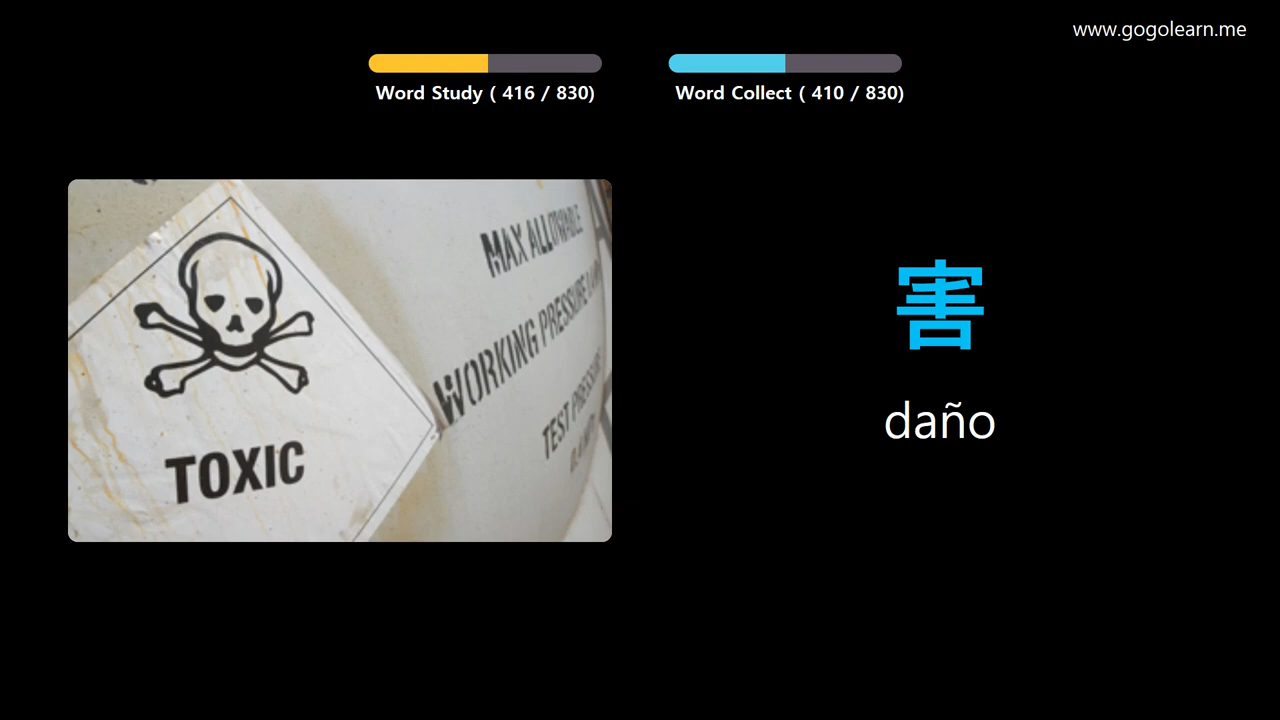 www.gogolearn.me
Word Study ( 416 / 830)
Word Collect ( 410 / 830)
MAX ALLOWABLE
WORKING PRESSURE
TEST PRESSURE
TOXIC
害
daño